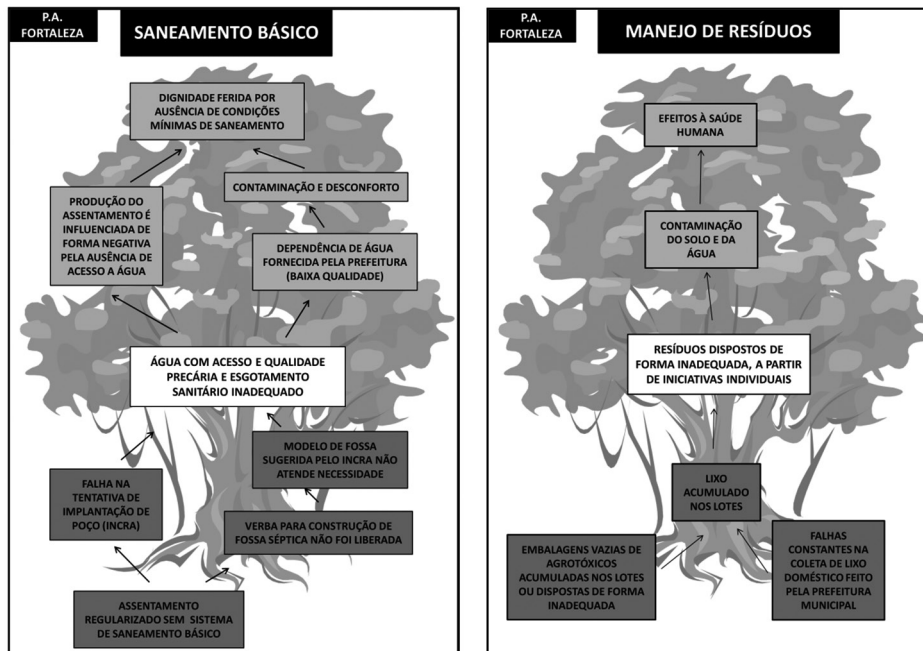 P.A.
FORTALEZA
SANEAMENTO BÁSICO
DIGNIDADE FERIDA POR
AUSÊNCIA DE CONDIÇÕES
MÍNIMAS DE SANEAMENTO
PRODUÇÃO DO
ASSENTAMENTO É
INFLUENCIADA DE
FORMA NEGATIVA
PELA AUSÊNCIA DE
ACESSO A ÁGUA
CONTAMINAÇÃO E DESCONFORTO
DEPENDÊNCIA DE ÁGUA
FORNECIDA PELA PREFEITURA
(BAIXA QUALIDADE)
ÁGUA COM ACESSO E QUALIDADE
PRECÁRIA E ESGOTAMENTO
SANITÁRIO INADEQUADO
MODELO DE FOSSA
SUGERIDA PELO INCRA NÃO
ATENDE NECESSIDADE
FALHA NA
TENTATIVA DE
IMPLANTAÇÃO DE
POÇO (INCRA)
VERBA PARA CONSTRUÇÃO DE
FOSSA SÉPTICA NÃO FOI LIBERADA
ASSENTAMENTO
REGULARIZADO SEM SISTEMA
DE SANEAMENTO BÁSICO
P.A.
FORTALEZA
MANEJO DE RESÍDUOS
EFEITOS À SAÚDE
HUMANA
CONTAMINAÇÃO
DO SOLO E DA
ÁGUA
RESÍDUOS DISPOSTOS DE
FORMA INADEQUADA, A PARTIR
DE INICIATIVAS INDIVIDUAIS
LIXO
ACUMULADO
NOS LOTES
EMBALAGENS VAZIAS DE
AGROTÓXICOS
ACUMULADAS NOS LOTES
OU DISPOSTAS DE FORMA
INADEQUADA
FALHAS
CONSTANTES NA
COLETA DE LIXO
DOMÉSTICO FEITO
PELA PREFEITURA
MUNICIPAL